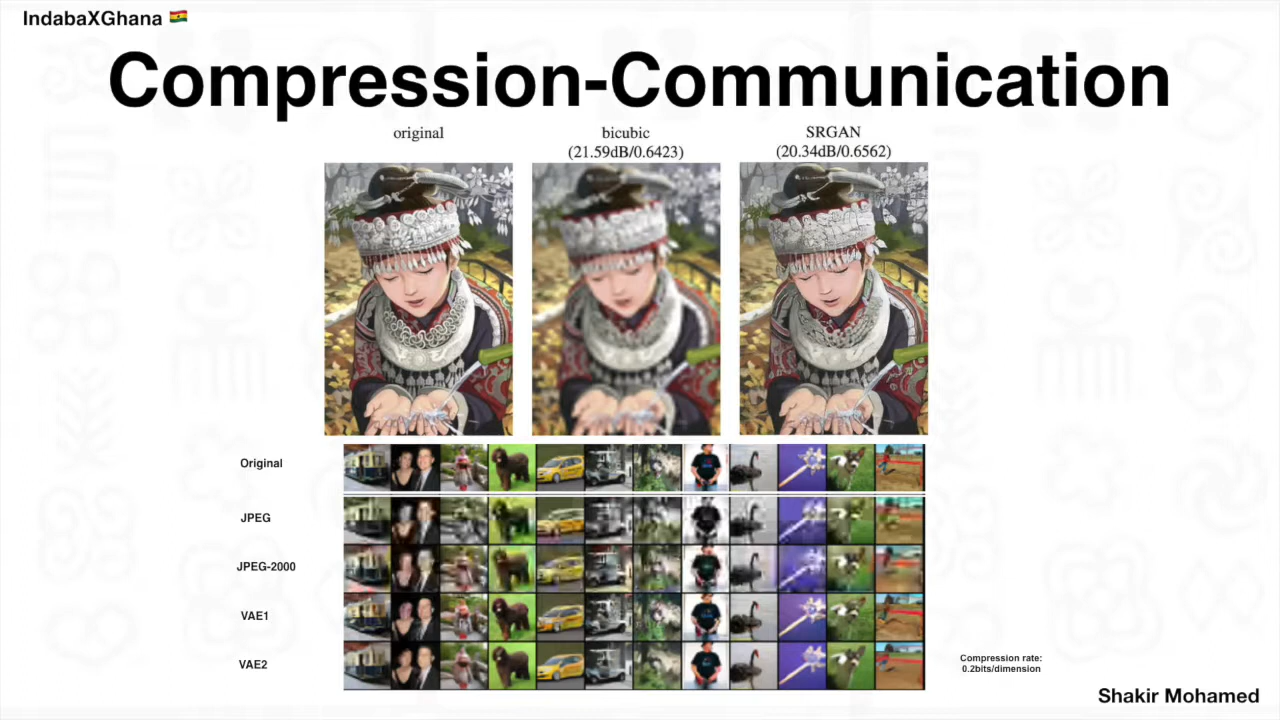 IndabaXGhana 🇬🇭
Compression-Communication
original
bicubic
(21.59dB/0.6423)
SRGAN
(20.34dB/0.6562)
Original
JPEG
JPEG-2000
VAE1
VAE2
Compression rate:
0.2bits/dimension
Shakir Mohamed